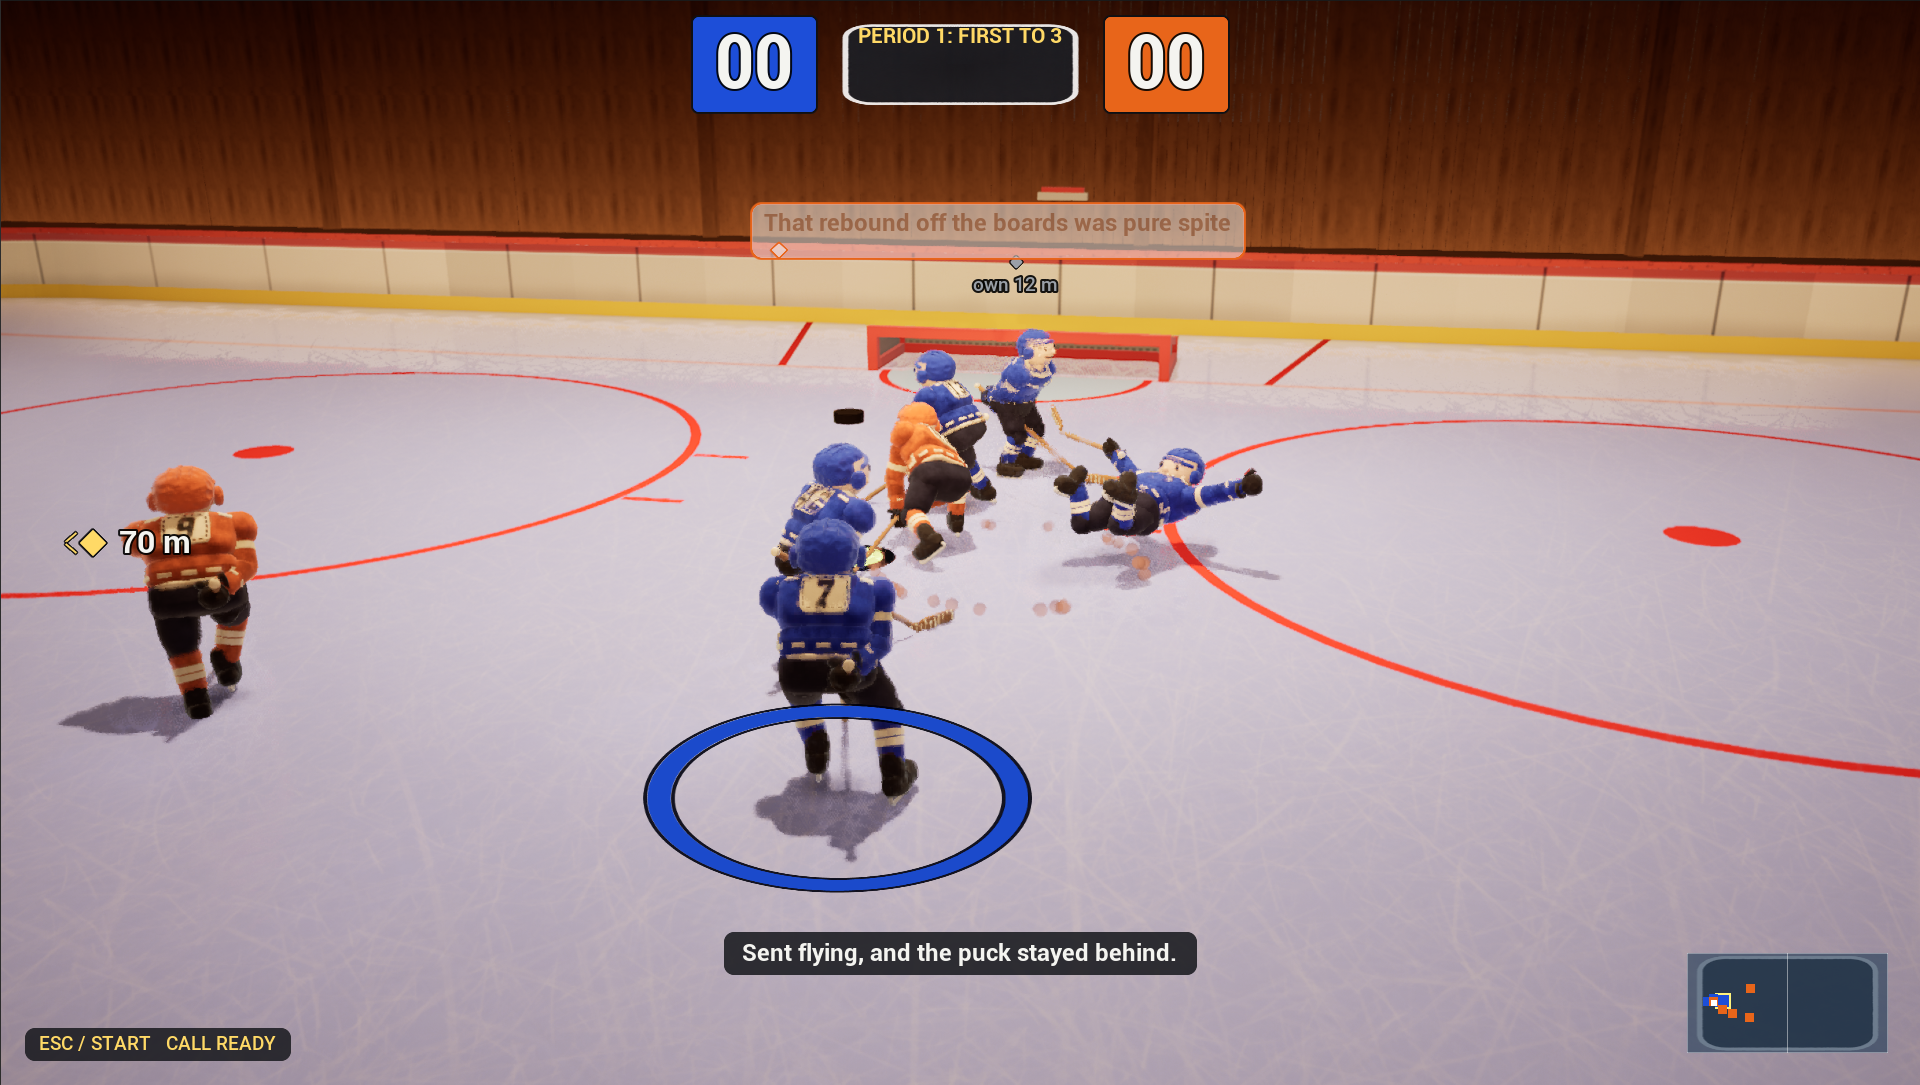 00
PERIOD 1: FIRST TO 3
00
That rebound off the boards was pure spite
own 12 m
9
70 m
7
Sent flying, and the puck stayed behind.
ESC / START CALL READY